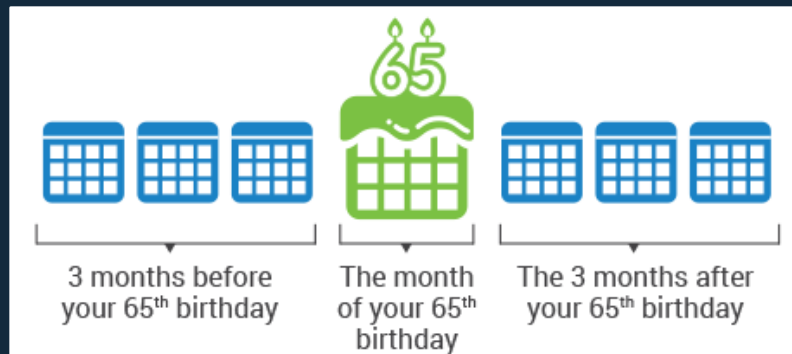 65
3 months before
your 65th birthday
The month
of your 65th
birthday
The 3 months after
your 65th birthday